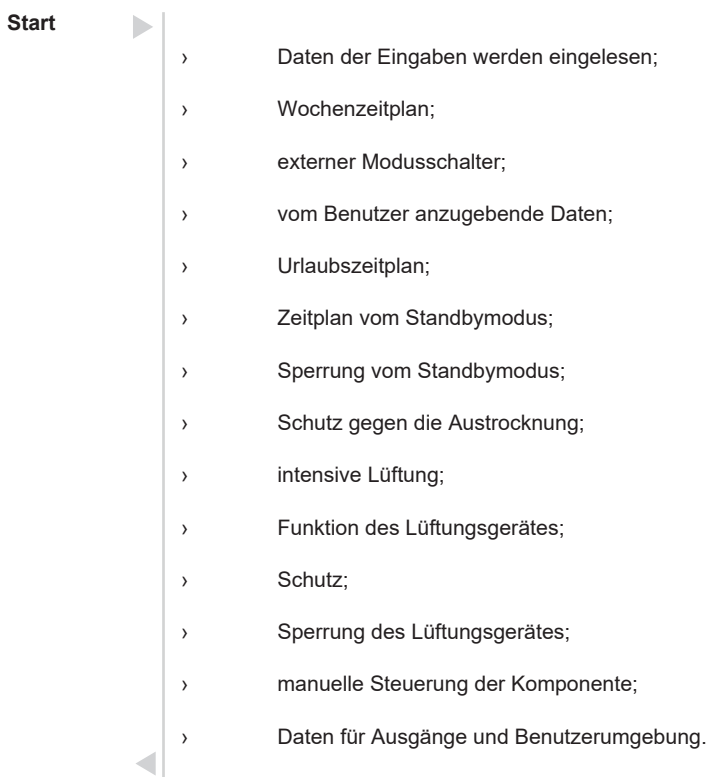 Start
› Daten der Eingaben werden eingelesen;
› Wochenzeitplan;
› externer Modusschalter;
› vom Benutzer anzugebende Daten;
› Urlaubszeitplan;
› Zeitplan vom Standbymodus;
› Sperrung vom Standbymodus;
› Schutz gegen die Austrocknung;
› intensive Lüftung;
› Funktion des Lüftungsgerätes;
› Schutz;
› Sperrung des Lüftungsgerätes;
› manuelle Steuerung der Komponente;
› Daten für Ausgänge und Benutzerumgebung.